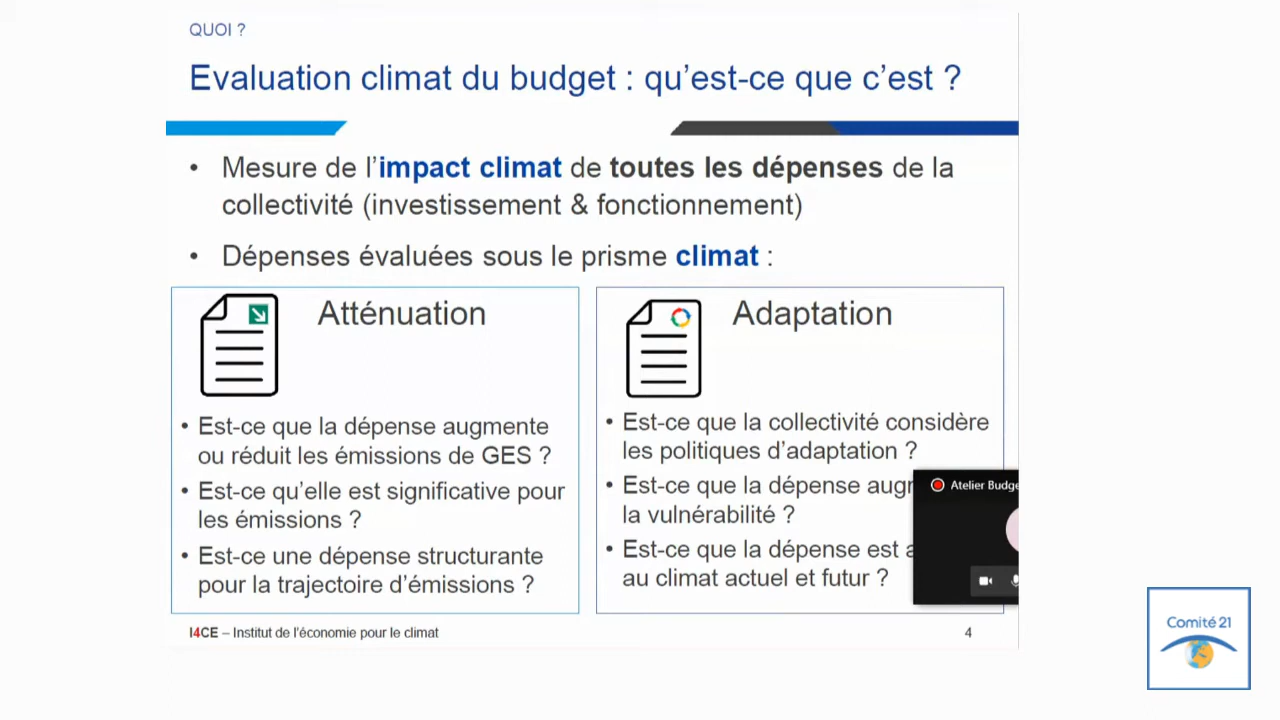 QUOI ?
Evaluation climat du budget : qu’est-ce que c’est ?
• Mesure de l’impact climat de toutes les dépenses de la
collectivité (investissement & fonctionnement)
• Dépenses évaluées sous le prisme climat :
Atténuation
• Est-ce que la dépense augmente
ou réduit les émissions de GES ?
• Est-ce qu’elle est significative pour
les émissions ?
• Est-ce une dépense structurante
pour la trajectoire d’émissions ?
Adaptation
• Est-ce que la collectivité considère
les politiques d’adaptation ?
• Est-ce que la dépense
la vulnérabilité ?
• Est-ce que la dépense est
au climat actuel et futur ?
Atelier
I4CE – Institut de l'économie pour le climat
4
Comité 21